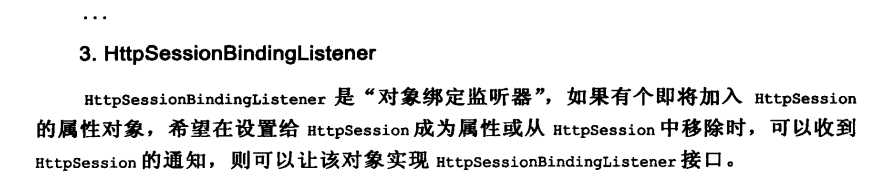 ...
3. HttpSessionBindingListener
HttpSessionBindingListener 是“对象绑定监听器”，如果有个即将加入 HttpSession
的属性对象，希望在设置给 HttpSession 成为属性或从 HttpSession 中移除时，可以收到
HttpSession 的通知，则可以让该对象实现 HttpSessionBindingListener 接口。